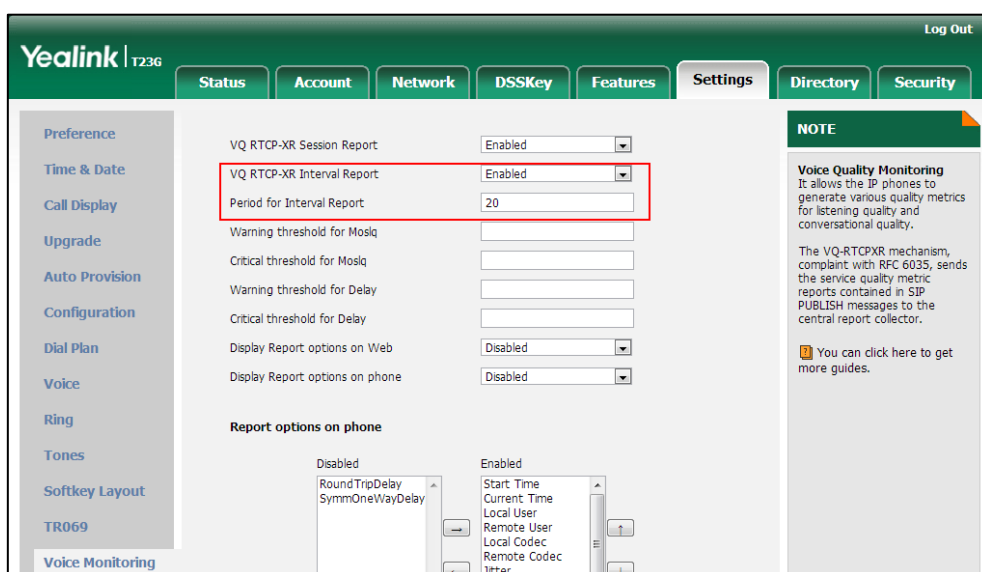 Log Out
Yealink T23G
Status Account Network DSSKey Features Settings Directory Security
Preference
Time & Date
Call Display
Upgrade
Auto Provision
Configuration
Dial Plan
Voice
Ring
Tones
Softkey Layout
TR069
Voice Monitoring
VQ RTCP-XR Session Report Enabled
VQ RTCP-XR Interval Report Enabled
Period for Interval Report 20
Warning threshold for Moslq
Critical threshold for Moslq
Warning threshold for Delay
Critical threshold for Delay
Display Report options on Web Disabled
Display Report options on phone Disabled
Report options on phone
Disabled
RoundTripDelay
SymmOneWayDelay
Enabled
Start Time
Current Time
Local User
Remote User
Local Codec
Remote Codec
Jitter
NOTE
Voice Quality Monitoring
It allows the IP phones to
generate various quality metrics
for listening quality and
conversational quality.
The VQ-RTCPXR mechanism,
complaint with RFC 6035, sends
the service quality metric
reports contained in SIP
PUBLISH messages to the
central report collector.
You can click here to get
more guides.